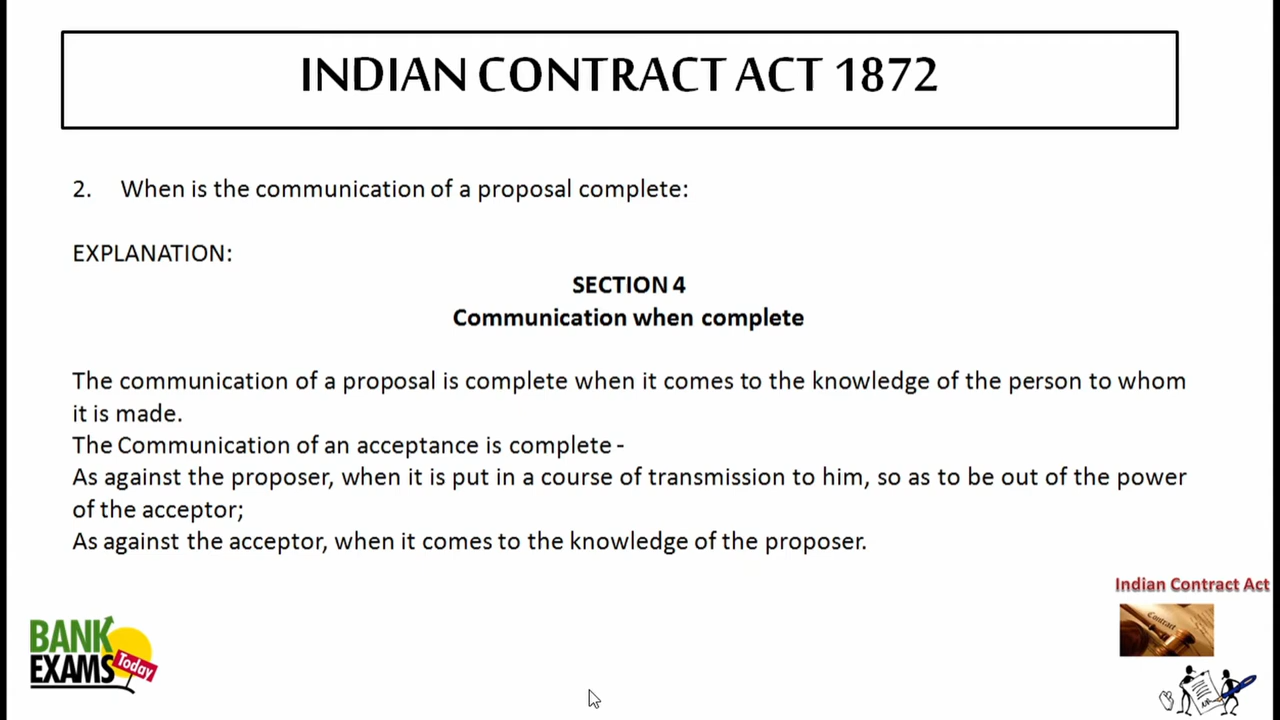 INDIAN CONTRACT ACT 1872
2. When is the communication of a proposal complete:
EXPLANATION:
SECTION 4
Communication when complete
The communication of a proposal is complete when it comes to the knowledge of the person to whom
it is made.
The Communication of an acceptance is complete -
As against the proposer, when it is put in a course of transmission to him, so as to be out of the power
of the acceptor;
As against the acceptor, when it comes to the knowledge of the proposer.
Indian Contract Act
Contract
BANK
EXAMS
Today